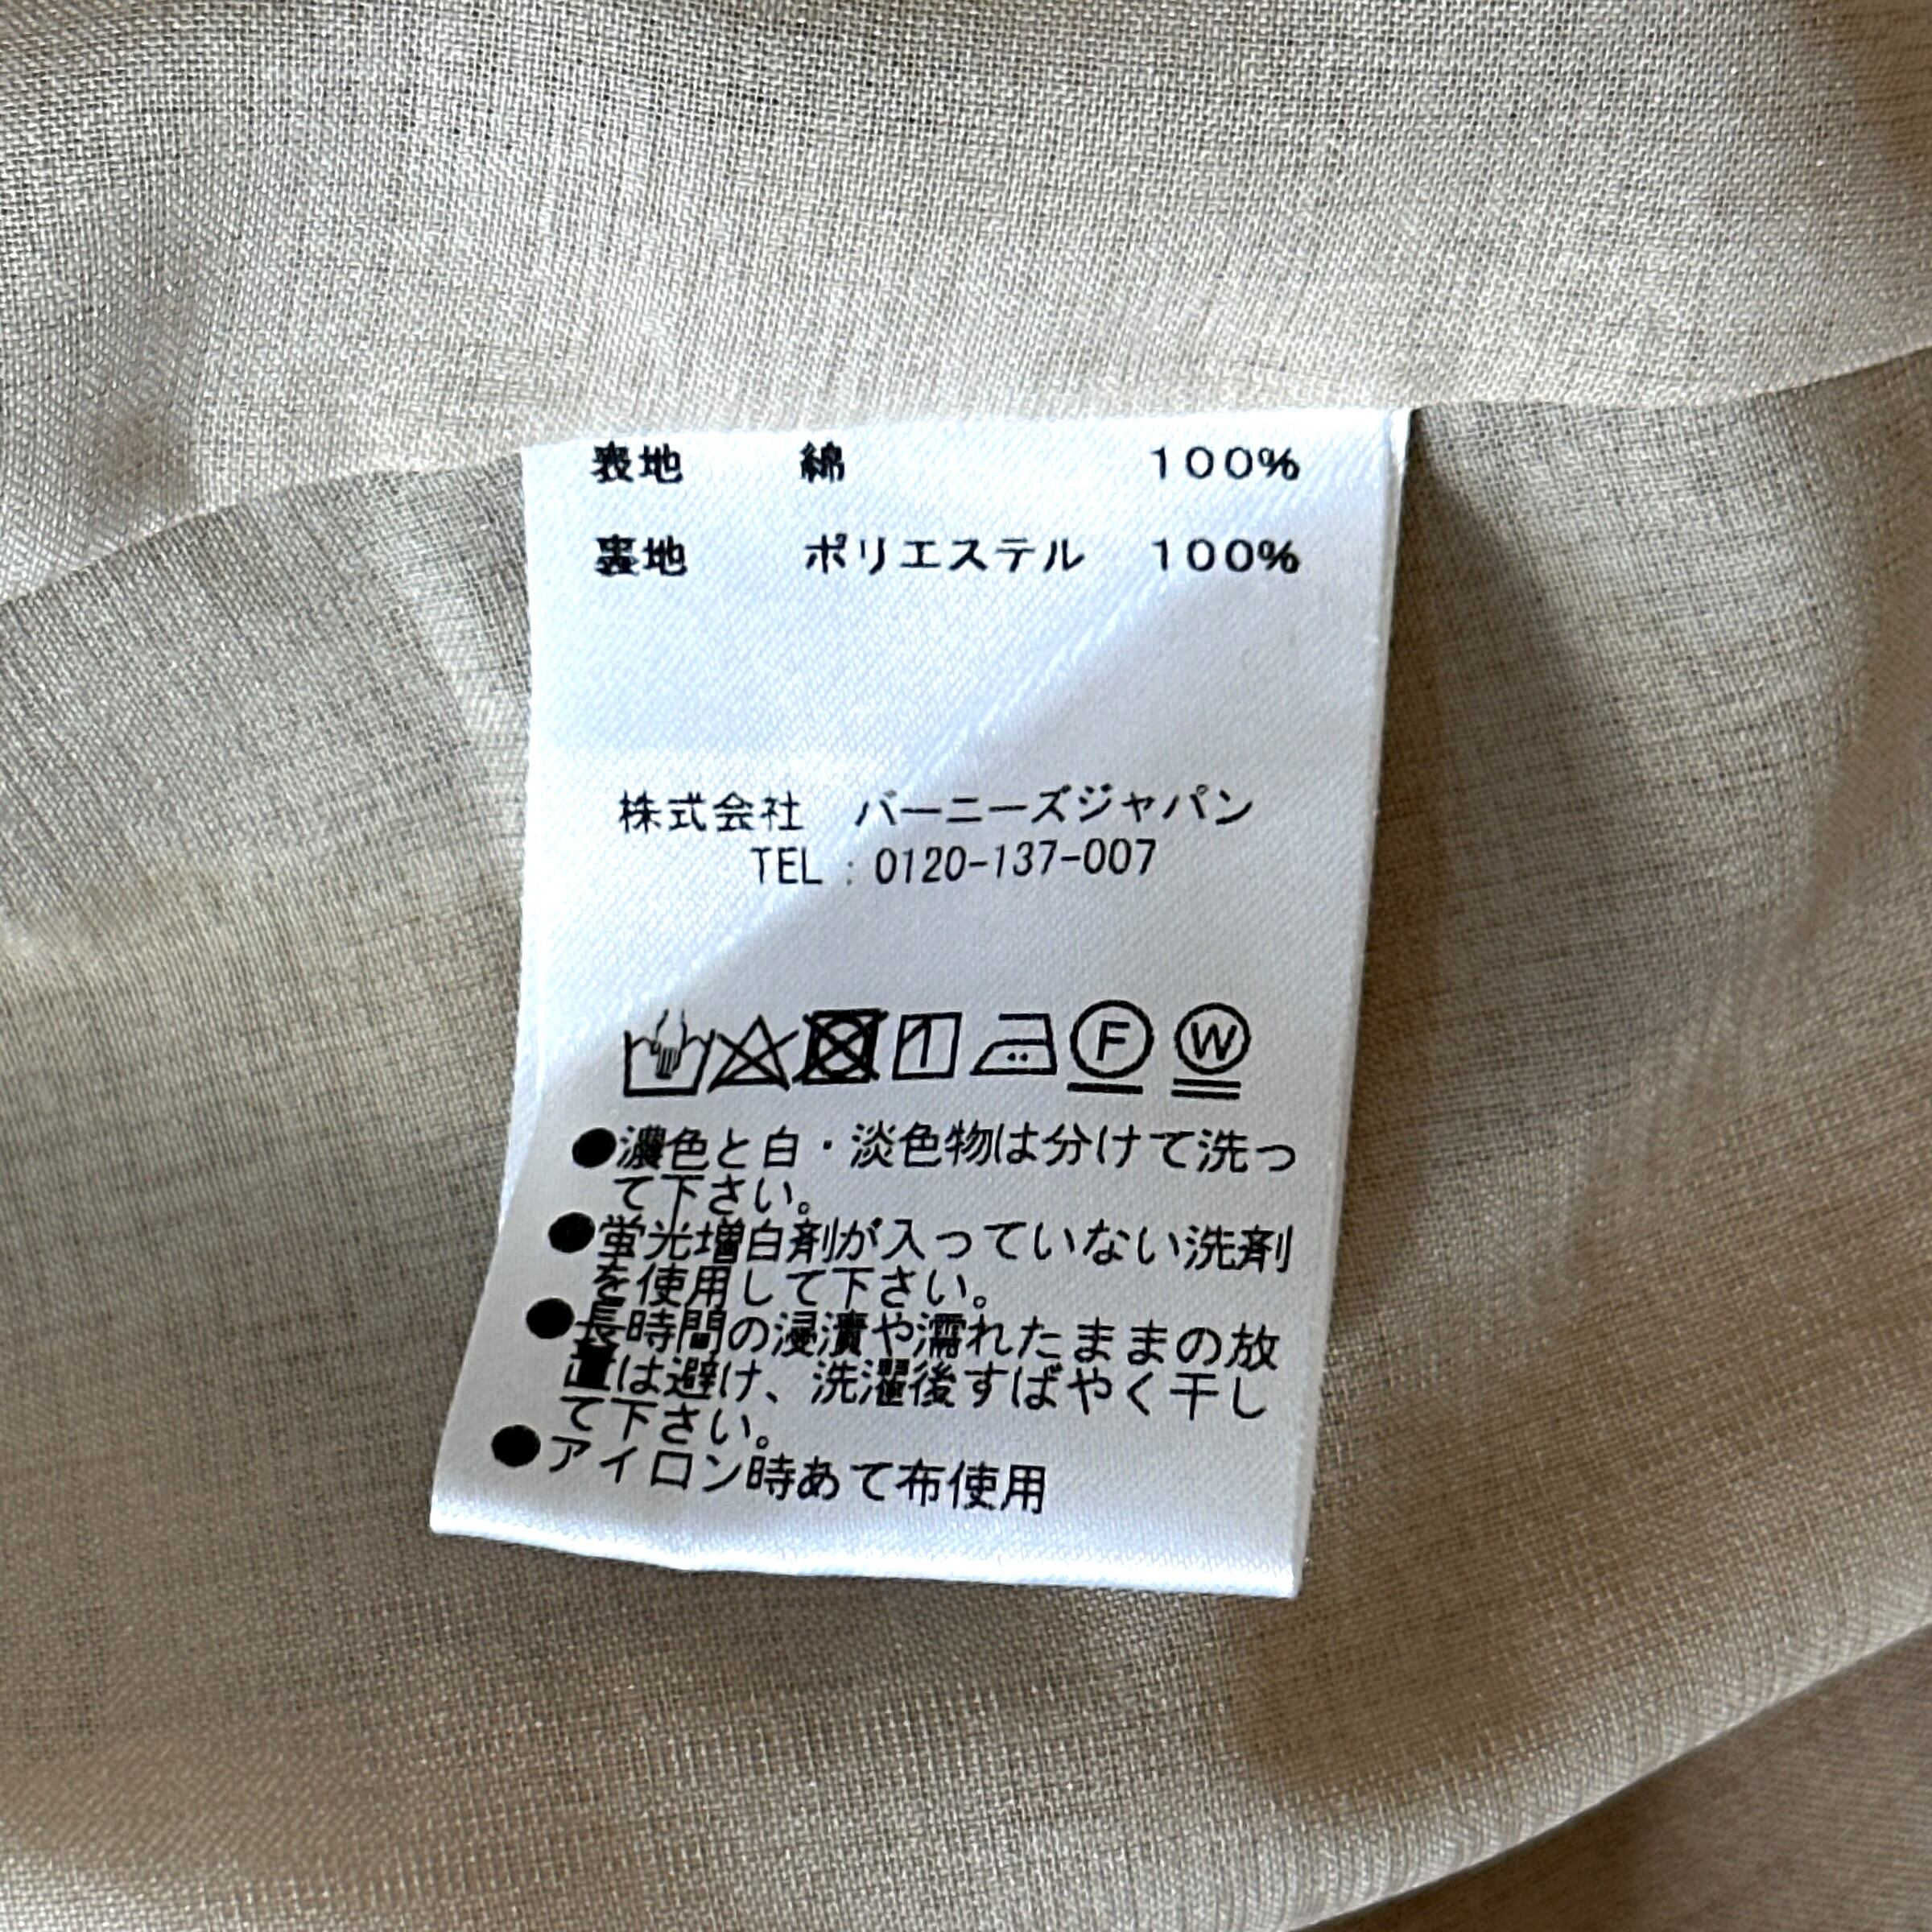 表地 綿 100%
裏地 ポリエステル 100%
株式会社 バーニーズジャパン
TEL : 0120-137-007
F W
●濃色と白・淡色物は分けて洗っ
て下さい。
●蛍光増白剤が入っていない洗剤
を使用して下さい。
●長時間の浸漬や濡れたままの放
置は避け、洗濯後すばやく干し
て下さい。
●アイロン時あて布使用